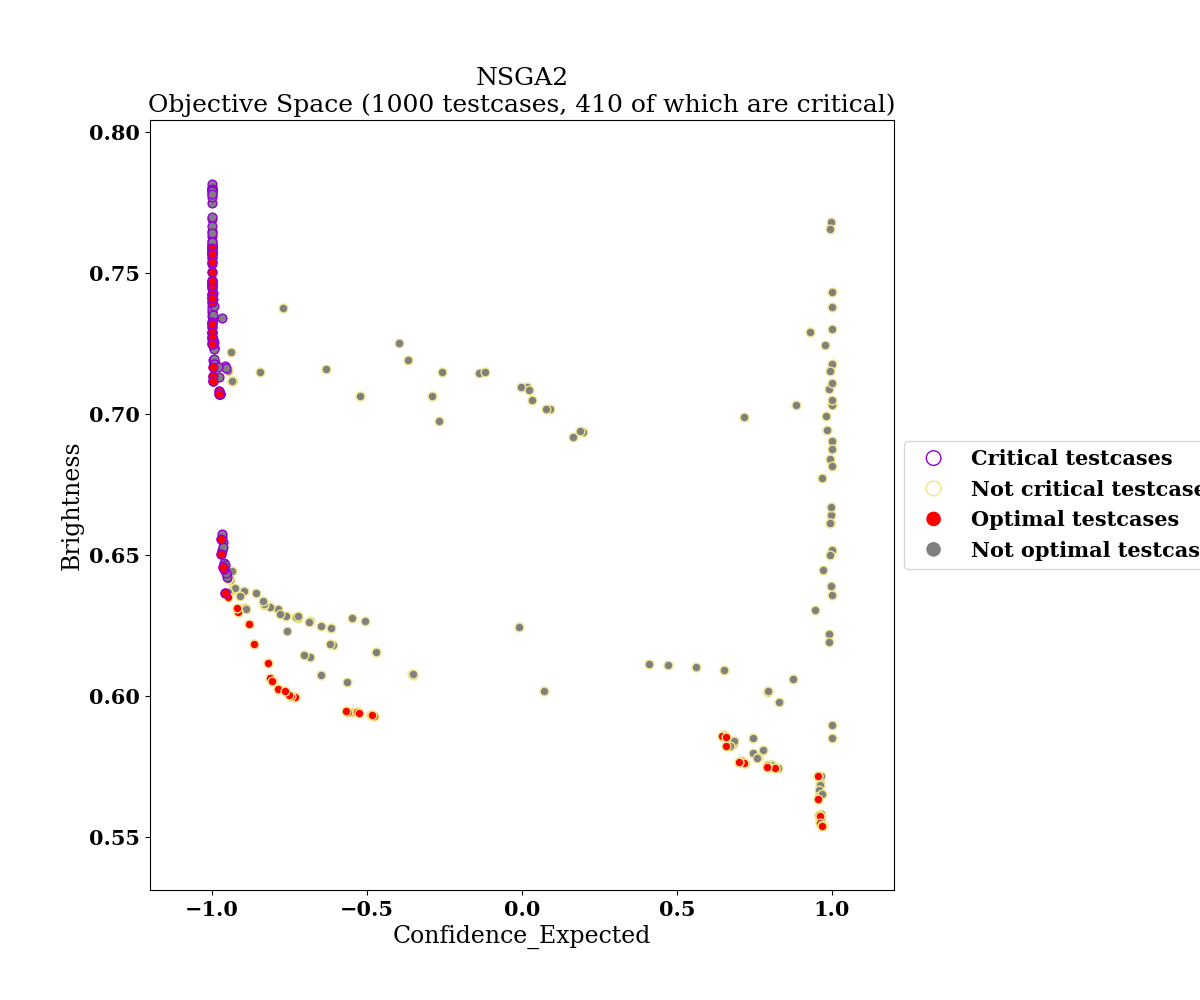 NSGA2
Objective Space (1000 testcases, 410 of which are critical)
0.80
0.75
0.70
0.65
0.60
0.55
Brightness
−1.0 −0.5 0.0 0.5 1.0
Confidence_Expected
Critical testcases
Not critical testcase
Optimal testcases
Not optimal testcas